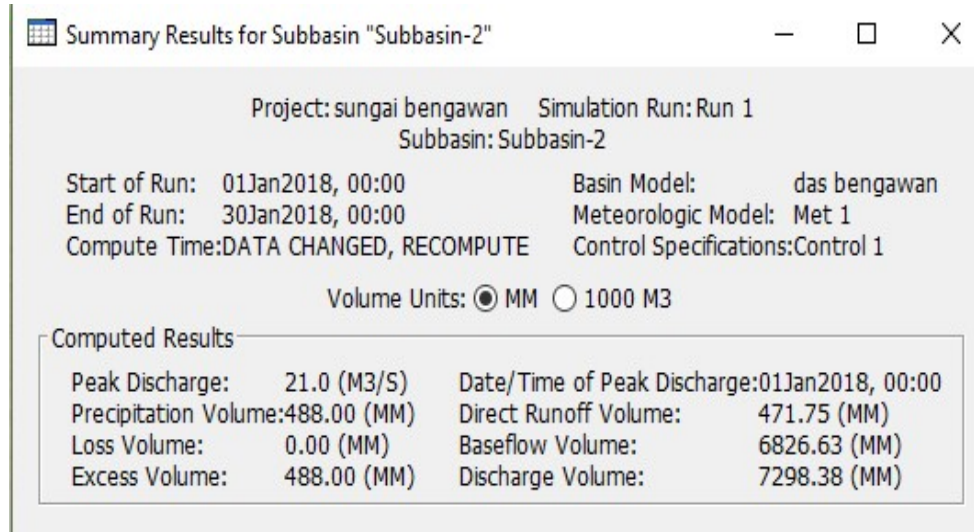 Summary Results for Subbasin "Subbasin-2"
Project: sungai bengawan Simulation Run: Run 1
Subbasin: Subbasin-2
Start of Run: 01Jan2018, 00:00 Basin Model: das bengawan
End of Run: 30Jan2018, 00:00 Meteorologic Model: Met 1
Compute Time:DATA CHANGED, RECOMPUTE Control Specifications:Control 1
Volume Units: MM 1000 M3
Computed Results
Peak Discharge: 21.0 (M3/S) Date/Time of Peak Discharge:01Jan2018, 00:00
Precipitation Volume:488.00 (MM) Direct Runoff Volume: 471.75 (MM)
Loss Volume: 0.00 (MM) Baseflow Volume: 6826.63 (MM)
Excess Volume: 488.00 (MM) Discharge Volume: 7298.38 (MM)